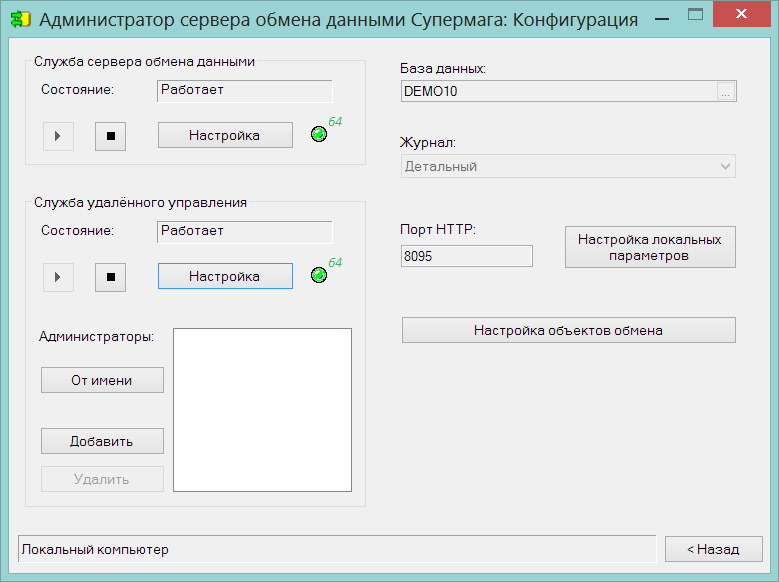 Администратор сервера обмена данными Супермага: Конфигурация
Служба сервера обмена данными
Состояние:
Работает
Настройка
64
Служба удалённого управления
Состояние:
Работает
Настройка
64
Администраторы:
От имени
Добавить
Удалить
База данных:
DEMO10
...
Журнал:
Детальный
Порт HTTP:
8095
Настройка локальных
параметров
Настройка объектов обмена
Локальный компьютер
< Назад